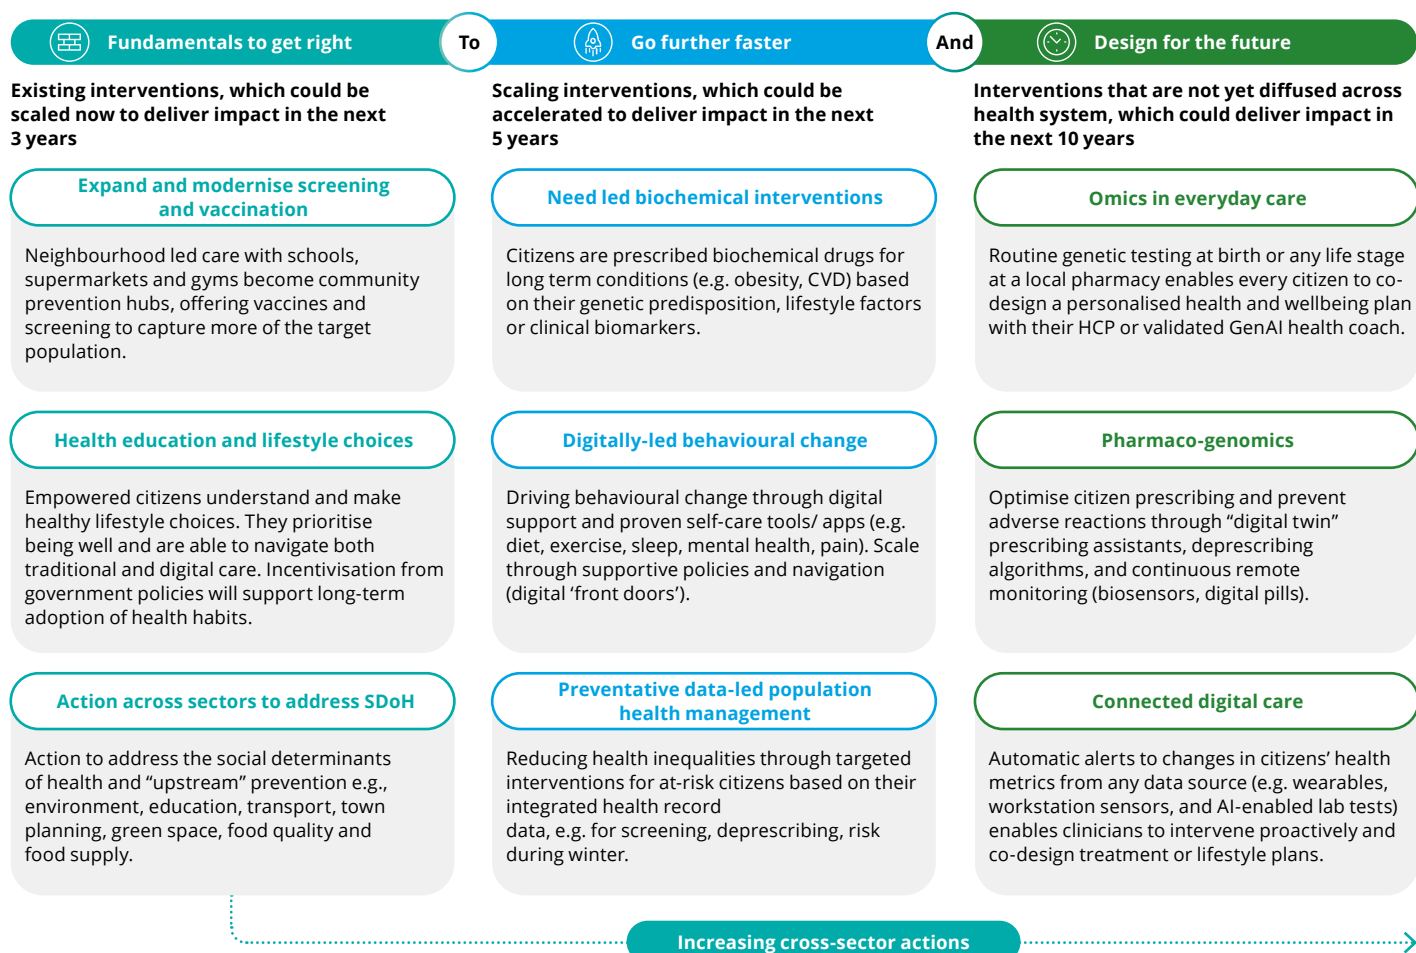 Fundamentals to get right
To
Go further faster
And
Design for the future
Existing interventions, which could be
scaled now to deliver impact in the next
3 years
Scaling interventions, which could be
accelerated to deliver impact in the next
5 years
Interventions that are not yet diffused across
health system, which could deliver impact in
the next 10 years
Expand and modernise screening
and vaccination
Neighbourhood led care with schools,
supermarkets and gyms become community
prevention hubs, offering vaccines and
screening to capture more of the target
population.
Need led biochemical interventions
Citizens are prescribed biochemical drugs for
long term conditions (e.g. obesity, CVD) based
on their genetic predisposition, lifestyle factors
or clinical biomarkers.
Omics in everyday care
Routine genetic testing at birth or any life stage
at a local pharmacy enables every citizen to co-
design a personalised health and wellbeing plan
with their HCP or validated GenAI health coach.
Health education and lifestyle choices
Empowered citizens understand and make
healthy lifestyle choices. They prioritise
being well and are able to navigate both
traditional and digital care. Incentivisation from
government policies will support long-term
adoption of health habits.
Digitally-led behavioural change
Driving behavioural change through digital
support and proven self-care tools/ apps (e.g.
diet, exercise, sleep, mental health, pain). Scale
through supportive policies and navigation
(digital ‘front doors’).
Pharmaco-genomics
Optimise citizen prescribing and prevent
adverse reactions through “digital twin”
prescribing assistants, deprescribing
algorithms, and continuous remote
monitoring (biosensors, digital pills).
Action across sectors to address SDoH
Action to address the social determinants
of health and “upstream” prevention e.g.,
environment, education, transport, town
planning, green space, food quality and
food supply.
Preventative data-led population
health management
Reducing health inequalities through targeted
interventions for at-risk citizens based on their
integrated health record
data, e.g. for screening, deprescribing, risk
during winter.
Connected digital care
Automatic alerts to changes in citizens’ health
metrics from any data source (e.g. wearables,
workstation sensors, and AI-enabled lab tests)
enables clinicians to intervene proactively and
co-design treatment or lifestyle plans.
Increasing cross-sector actions